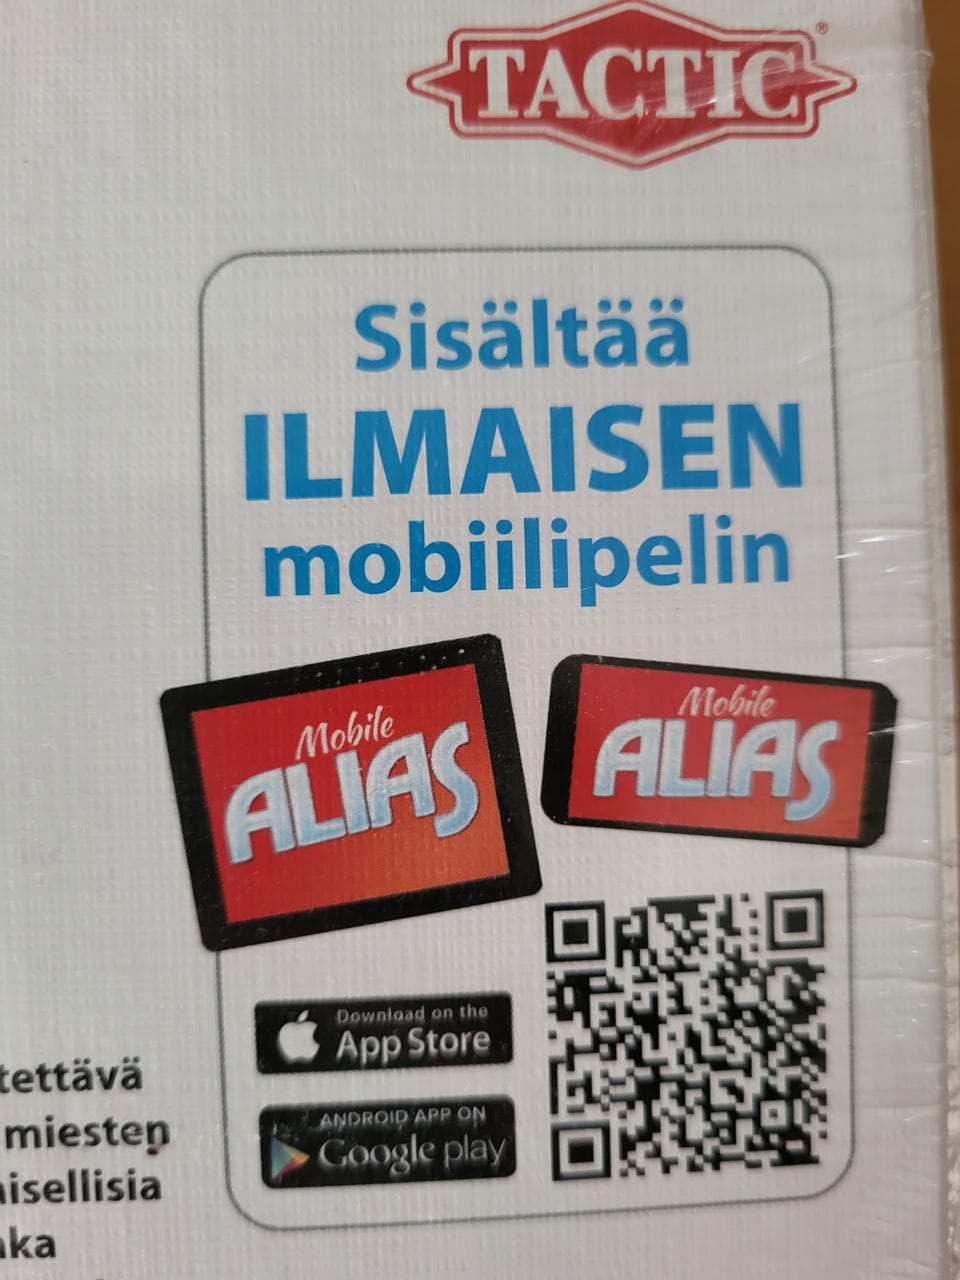 TACTIC®
Sisältää
ILMAISEN
mobiilipelin
Mobile
ALIAS
Mobile
ALIAS
Download on the
App Store
ANDROID APP ON
Google play
tettävä
miesten
aisellisia
ka